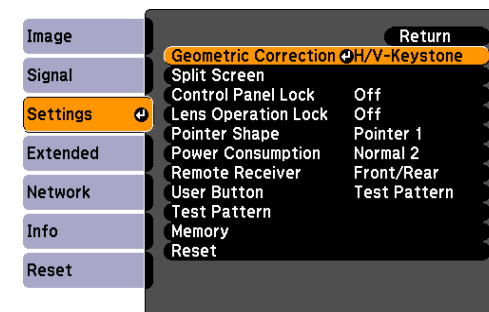 Image
Signal
Settings
Extended
Network
Info
Reset
Return
Geometric Correction H/V-Keystone
Split Screen
Control Panel Lock Off
Lens Operation Lock Off
Pointer Shape Pointer 1
Power Consumption Normal 2
Remote Receiver Front/Rear
User Button Test Pattern
Test Pattern
Memory
Reset